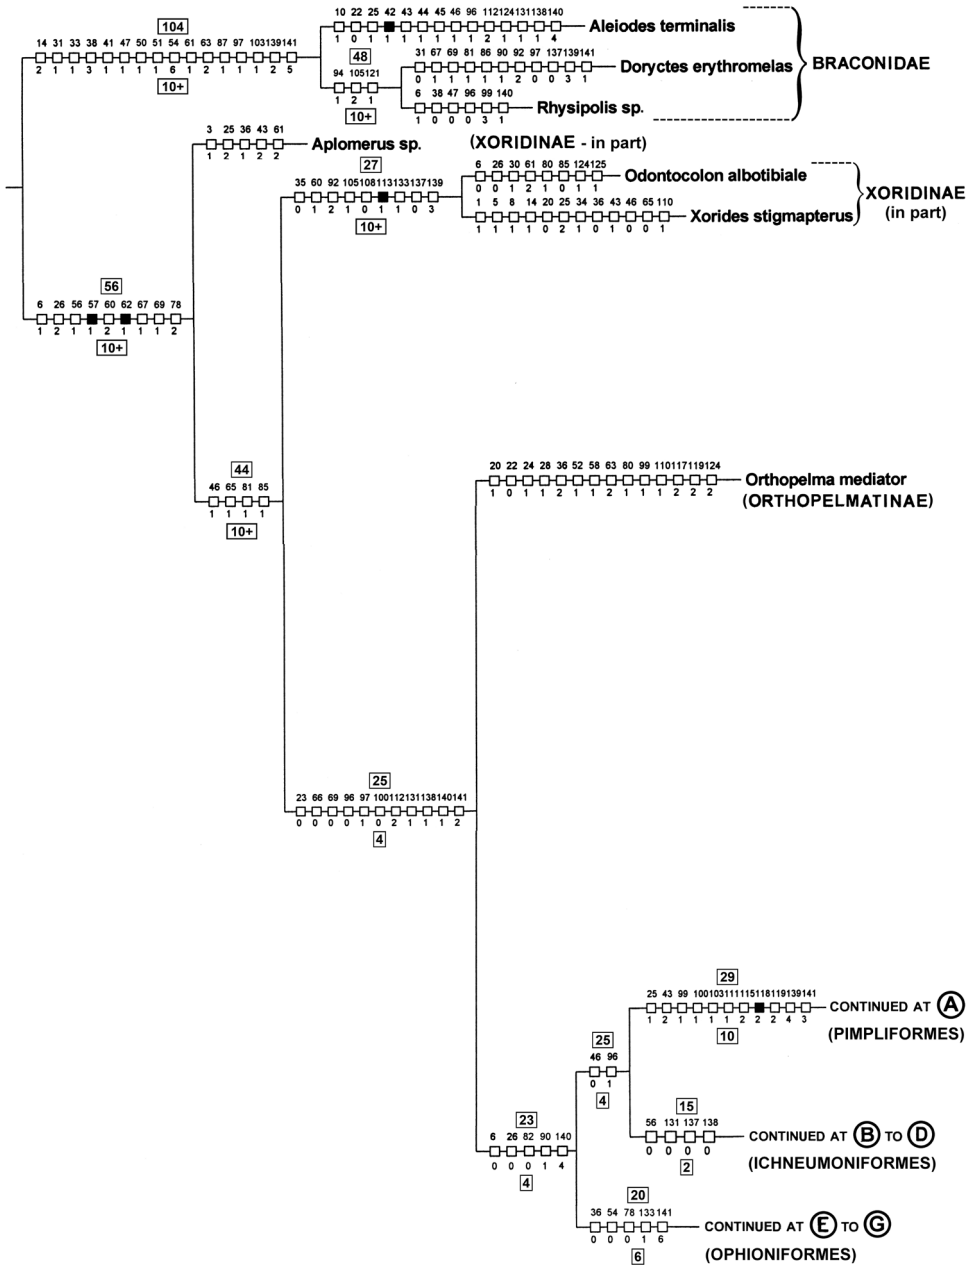 104
14 31 33 38 41 47 50 51 54 61 63 87 97 103 139 141
2 1 1 3 1 1 1 1 6 1 2 1 1 1 2 5
10+
10 22 25 42 43 44 45 46 96 112 124 131 138 140
1 0 1 1 1 1 1 1 1 2 1 1 1 4
Aleiodes terminalis
48
94 105 121
1 2 1
10+
31 67 69 81 86 90 92 97 137 139 141
0 1 1 1 1 1 2 0 0 3 1
Doryctes erythromelas
6 38 47 96 99 140
1 0 0 0 3 1
Rhysipolis sp.
BRACONIDAE
3 25 36 43 61
1 2 1 2 2
Aplomerus sp.
(XORIDINAE - in part)
27
35 60 92 105 108 113 133 137 139
0 1 2 1 0 1 1 0 3
10+
6 26 30 61 80 85 124 125
0 0 1 2 1 0 1 1
Odontocolon albotibiale
1 5 8 14 20 25 34 36 43 46 65 110
1 1 1 1 0 2 1 0 1 0 0 1
Xorides stigmapterus
XORIDINAE
(in part)
56
6 26 56 57 60 62 67 69 78
1 2 1 1 2 1 1 1 2
10+
44
46 65 81 85
1 1 1 1
10+
20 22 24 28 36 52 58 63 80 99 110 117 119 124
1 0 1 1 2 1 1 2 1 1 1 2 2 2
Orthopelma mediator
(ORTHOPELMATINAE)
25
23 66 69 96 97 100 112 131 138 140 141
0 0 0 0 1 0 2 1 1 1 2
4
29
25 43 99 100 103 111 115 118 119 139 141
1 2 1 1 1 1 2 2 2 4 3
10
CONTINUED AT A
(PIMPLIFORMES)
25
46 96
0 1
4
15
56 131 137 138
0 0 0 0
2
CONTINUED AT B TO D
(ICHNEUMONIFORMES)
23
6 26 82 90 140
0 0 0 1 4
4
20
36 54 78 133 141
0 0 0 1 6
6
CONTINUED AT E TO G
(OPHIONIFORMES)